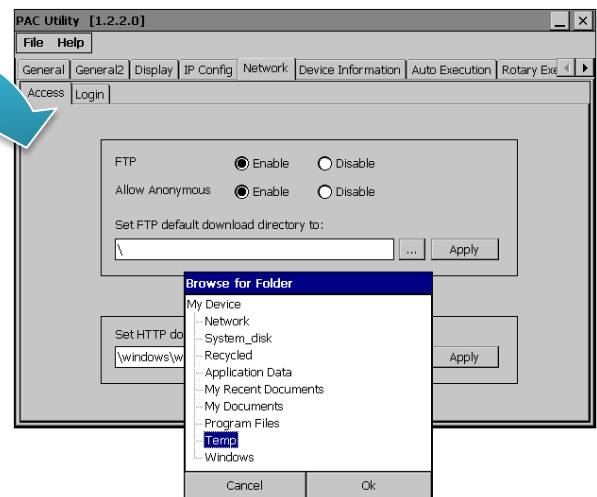 PAC Utility [1.2.2.0]
File Help
General General2 Display IP Config Network Device Information Auto Execution Rotary Exe
Access Login
FTP Enable Disable
Allow Anonymous Enable Disable
Set FTP default download directory to:
\ ... Apply
Browse for Folder
My Device
Network
System_disk
Recycled
Application Data
My Recent Documents
My Documents
Program Files
Temp
Windows
Cancel Ok
Set HTTP do
\windows\w Apply